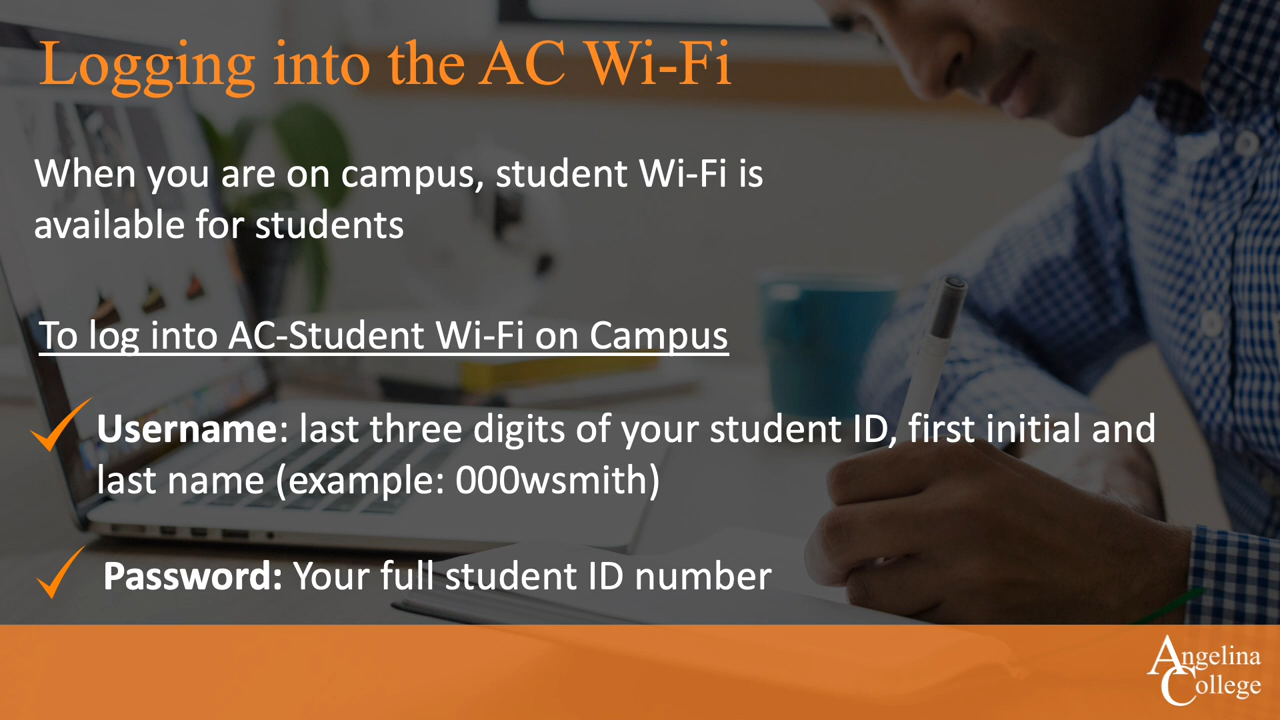 Logging into the AC Wi-Fi
When you are on campus, student Wi-Fi is
available for students
To log into AC-Student Wi-Fi on Campus
Username: last three digits of your student ID, first initial and
last name (example: 000wsmith)
Password: Your full student ID number
Angelina
College